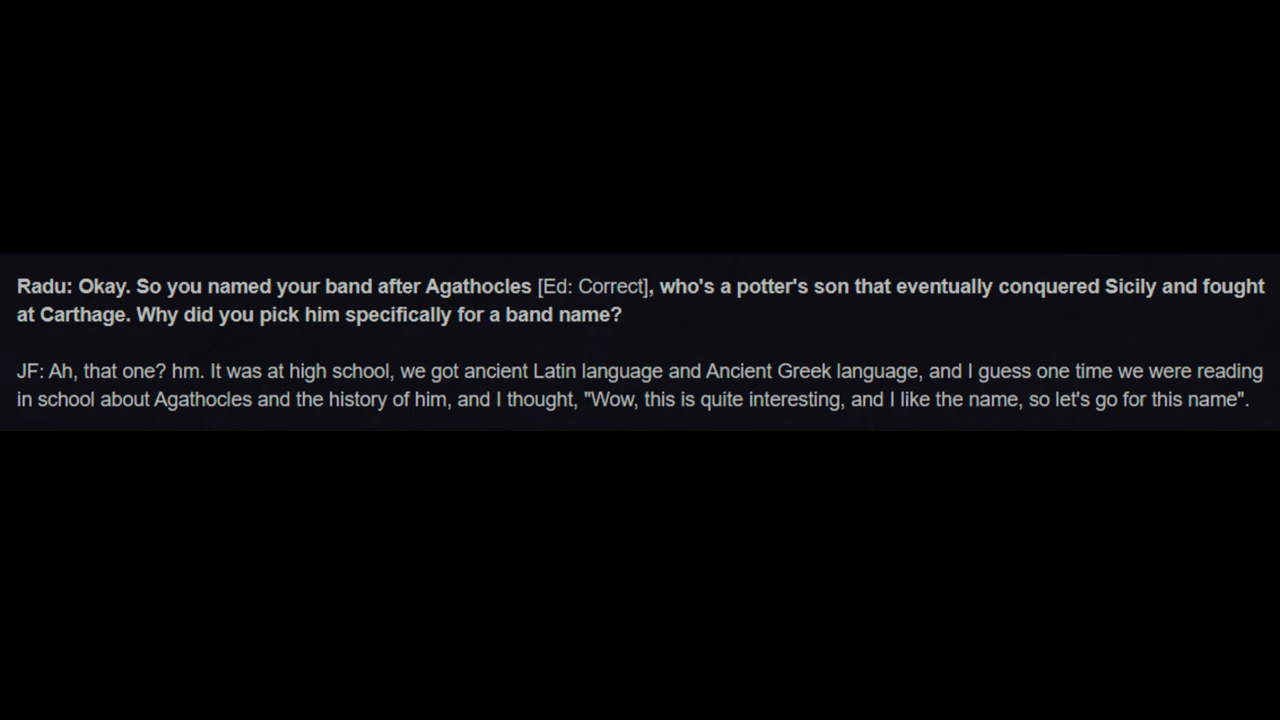 Radu: Okay. So you named your band after Agathocles [Ed: Correct], who's a potter's son that eventually conquered Sicily and fought
at Carthage. Why did you pick him specifically for a band name?
JF: Ah, that one? hm. It was at high school, we got ancient Latin language and Ancient Greek language, and I guess one time we were reading
in school about Agathocles and the history of him, and I thought, "Wow, this is quite interesting, and I like the name, so let's go for this name".